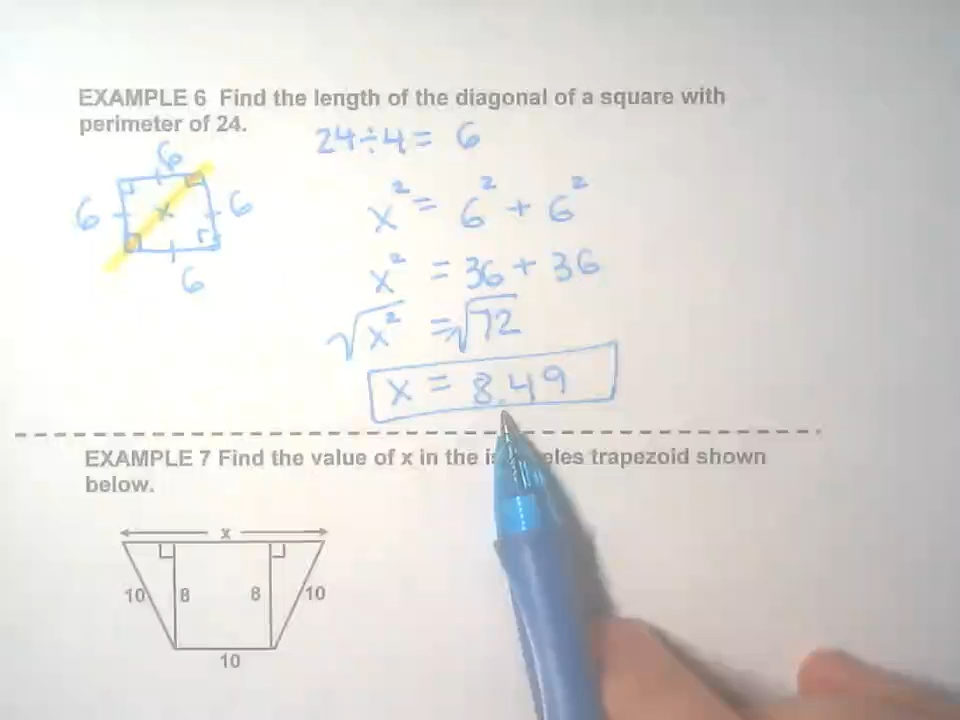 EXAMPLE 6 Find the length of the diagonal of a square with
perimeter of 24.
24÷4 = 6
6
6 x 6
6
x² = 6² + 6²
x² = 36 + 36
√x² = √72
x = 8.49
EXAMPLE 7 Find the value of x in the trapezoid shown
below.
x
10 8 8 10
10